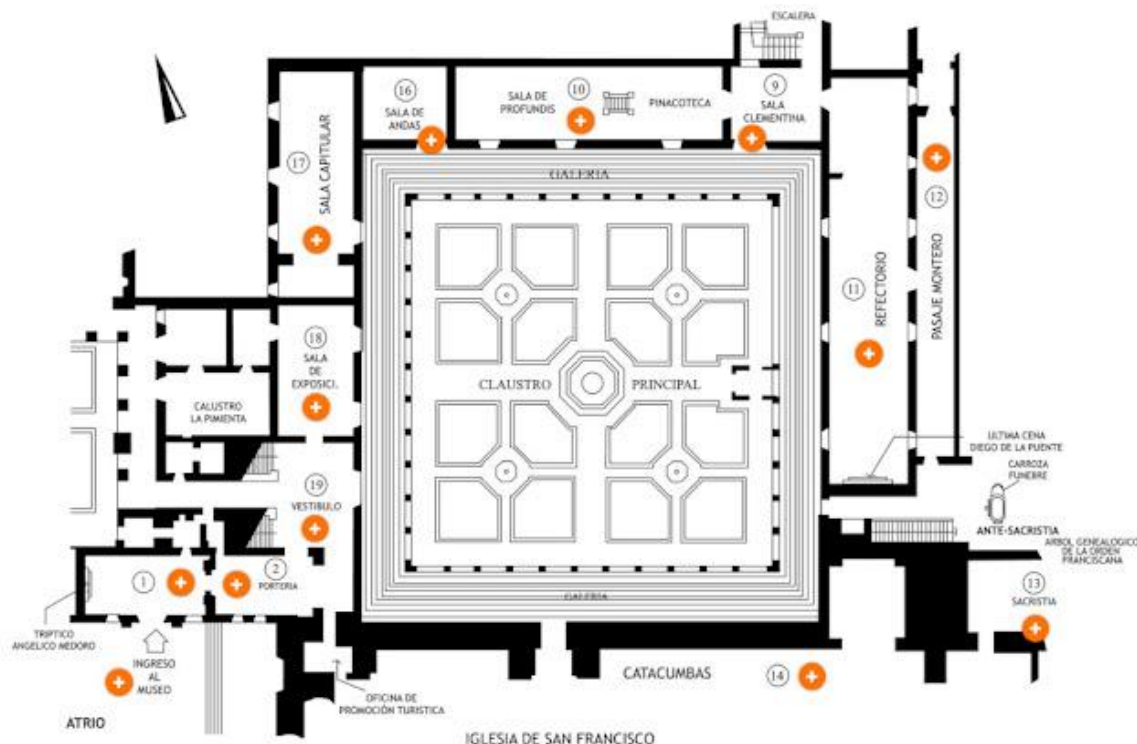 ESCALERA
16
SALA DE
ANDAS
SALA DE
PROFUNDIS
10
PINACOTECA
9
SALA
CLEMENTINA
17
SALA CAPITULAR
GALERIA
12
PASAJE MONTERO
11
REFECTORIO
18
SALA
DE
EXPOSICI.
CLAUSTRO PRINCIPAL
CALUSTRO
LA PIMIENTA
ULTIMA CENA
DIEGO DE LA PUENTE
CARROZA
FUNEBRE
19
VESTIBULO
ANTE-SACRISTIA
ARBOL GENEALOGICO
DE LA ORDEN
FRANCISCANA
1
2
PORTERIA
GALERIA
13
SACRISTIA
TRIPTICO
ANGELICO MEDORO
INGRESO
AL
MUSEO
CATACUMBAS
14
OFICINA DE
PROMOCIÓN TURISTICA
ATRIO
IGLESIA DE SAN FRANCISCO